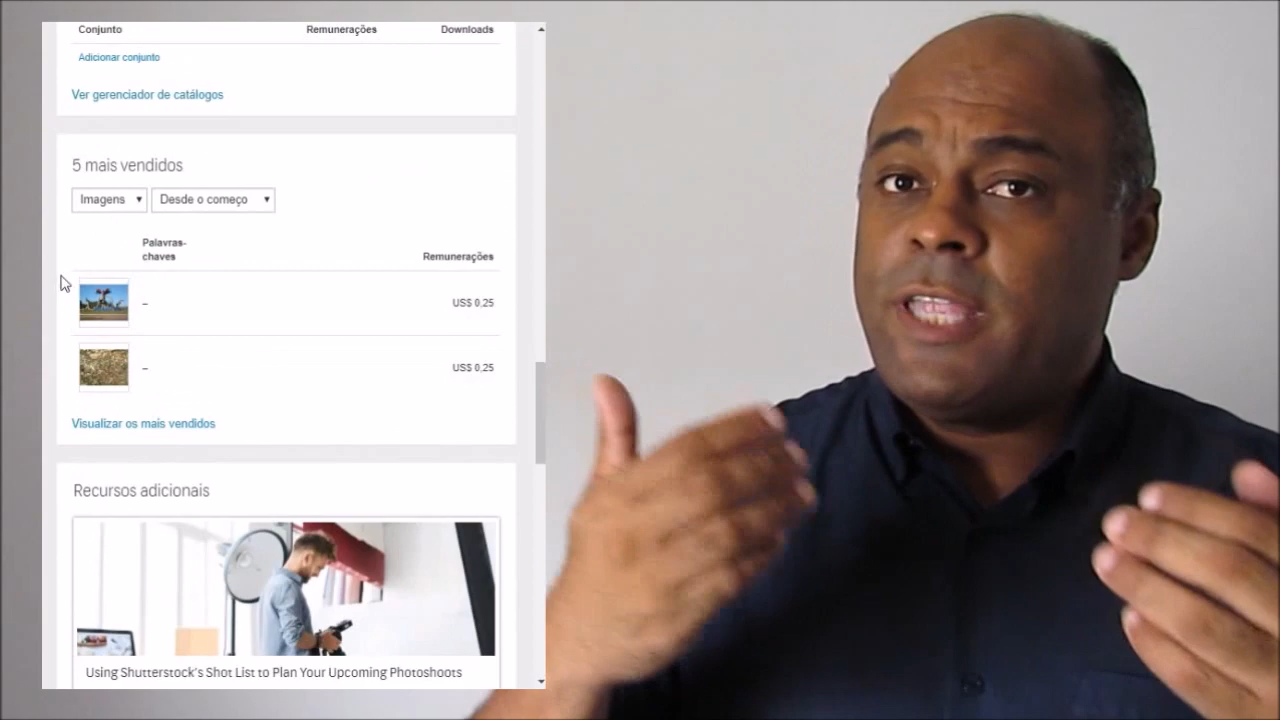 Conjunto Remunerações Downloads
Adicionar conjunto
Ver gerenciador de catálogos
5 mais vendidos
Imagens Desde o começo
Palavras-
chaves Remunerações
– US$ 0,25
– US$ 0,25
Visualizar os mais vendidos
Recursos adicionais
Using Shutterstock's Shot List to Plan Your Upcoming Photoshoots